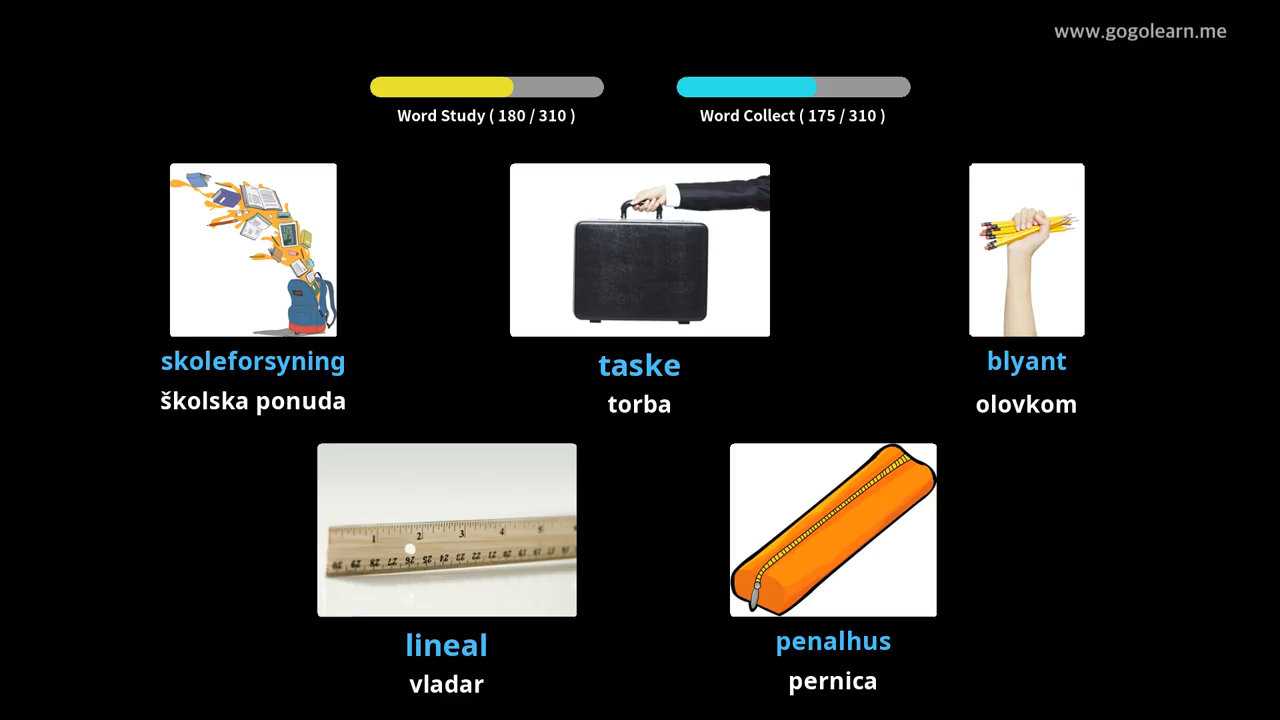 www.gogolearn.me
Word Study ( 180 / 310 )
Word Collect ( 175 / 310 )
skoleforsyning
školska ponuda
taske
torba
blyant
olovkom
lineal
vladar
penalhus
pernica